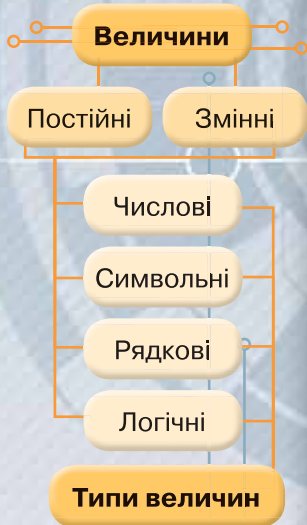 Величини
Постійні Змінні
Числові
Символьні
Рядкові
Логічні
Типи величин